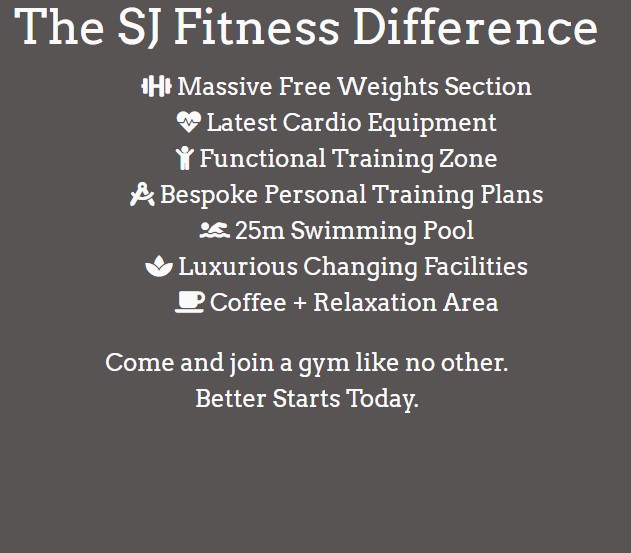 The SJ Fitness Difference
Massive Free Weights Section
Latest Cardio Equipment
Functional Training Zone
Bespoke Personal Training Plans
25m Swimming Pool
Luxurious Changing Facilities
Coffee + Relaxation Area
Come and join a gym like no other.
Better Starts Today.